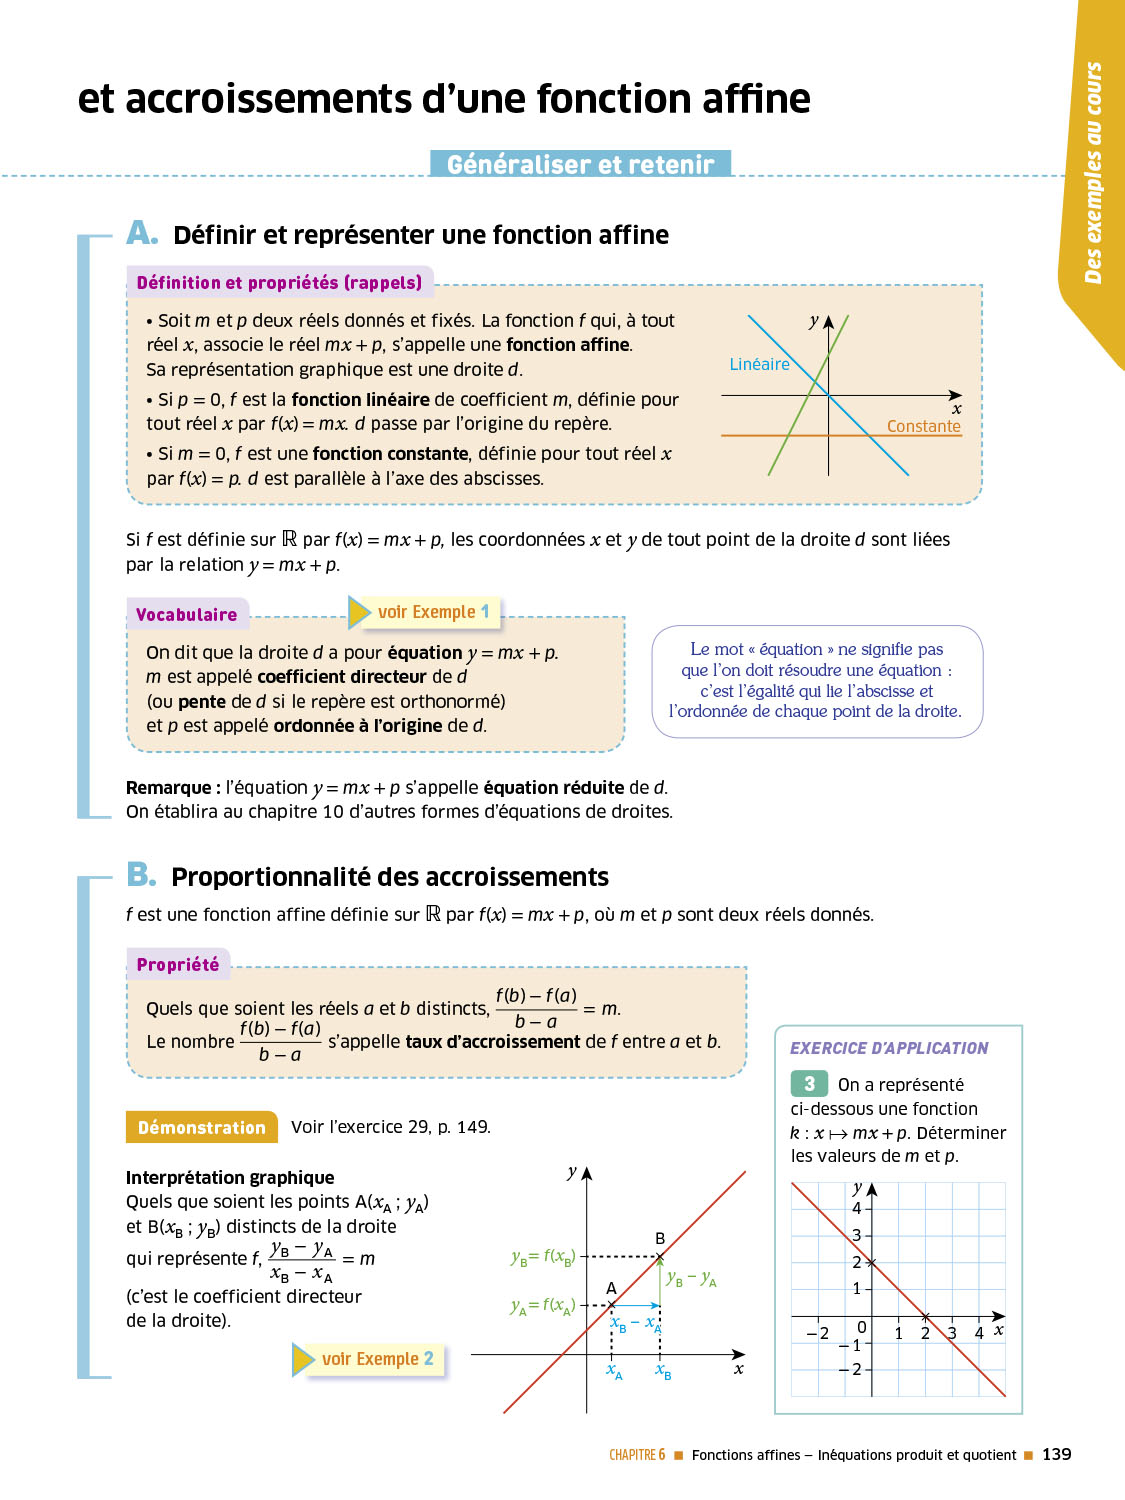 et accroissements d'une fonction affine
Des exemples au cours
Généraliser et retenir
A. Définir et représenter une fonction affine
Définition et propriétés (rappels)
• Soit m et p deux réels donnés et fixés. La fonction f qui, à tout
réel x, associe le réel mx + p, s'appelle une fonction affine.
Sa représentation graphique est une droite d.
• Si p = 0, f est la fonction linéaire de coefficient m, définie pour
tout réel x par f(x) = mx. d passe par l'origine du repère.
• Si m = 0, f est une fonction constante, définie pour tout réel x
par f(x) = p. d est parallèle à l'axe des abscisses.
y
Linéaire
x
Constante
Si f est définie sur ℝ par f(x) = mx + p, les coordonnées x et y de tout point de la droite d sont liées
par la relation y = mx + p.
Vocabulaire
voir Exemple 1
On dit que la droite d a pour équation y = mx + p.
m est appelé coefficient directeur de d
(ou pente de d si le repère est orthonormé)
et p est appelé ordonnée à l'origine de d.
Le mot « équation » ne signifie pas
que l'on doit résoudre une équation :
c'est l'égalité qui lie l'abscisse et
l'ordonnée de chaque point de la droite.
Remarque : l'équation y = mx + p s'appelle équation réduite de d.
On établira au chapitre 10 d'autres formes d'équations de droites.
B. Proportionnalité des accroissements
f est une fonction affine définie sur ℝ par f(x) = mx + p, où m et p sont deux réels donnés.
Propriété
Quels que soient les réels a et b distincts, (f(b) − f(a))/(b − a) = m.
Le nombre (f(b) − f(a))/(b − a) s'appelle taux d'accroissement de f entre a et b.
Démonstration Voir l'exercice 29, p. 149.
Interprétation graphique
Quels que soient les points A(x_A ; y_A)
et B(x_B ; y_B) distincts de la droite
qui représente f, (y_B − y_A)/(x_B − x_A) = m
(c'est le coefficient directeur
de la droite).
voir Exemple 2
y
B
y_B = f(x_B)
y_B − y_A
A
y_A = f(x_A)
x_B − x_A
x_A x_B x
EXERCICE D'APPLICATION
3 On a représenté
ci-dessous une fonction
k : x ↦ mx + p. Déterminer
les valeurs de m et p.
y
4
3
2
1
−2 0 1 2 3 4 x
−1
−2
CHAPITRE 6 ■ Fonctions affines – Inéquations produit et quotient ■ 139